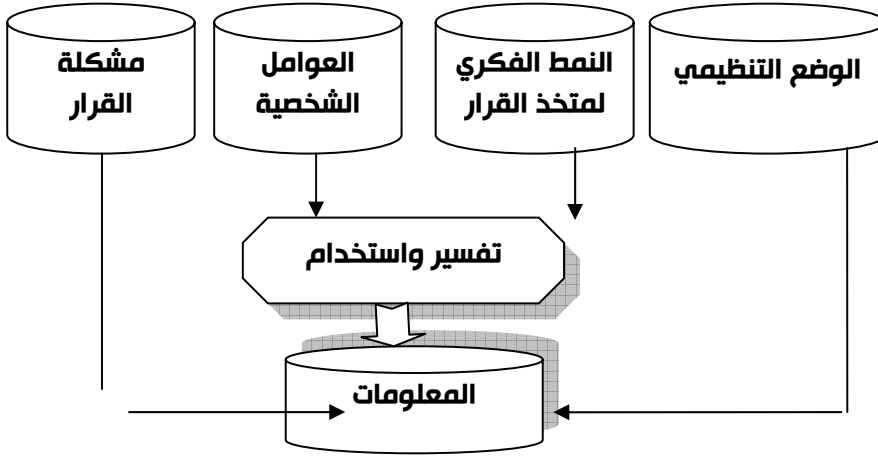 الوضع التنظيمي
النمط الفكري
لمتخذ القرار
العوامل
الشخصية
مشكلة
القرار
تفسير واستخدام
المعلومات